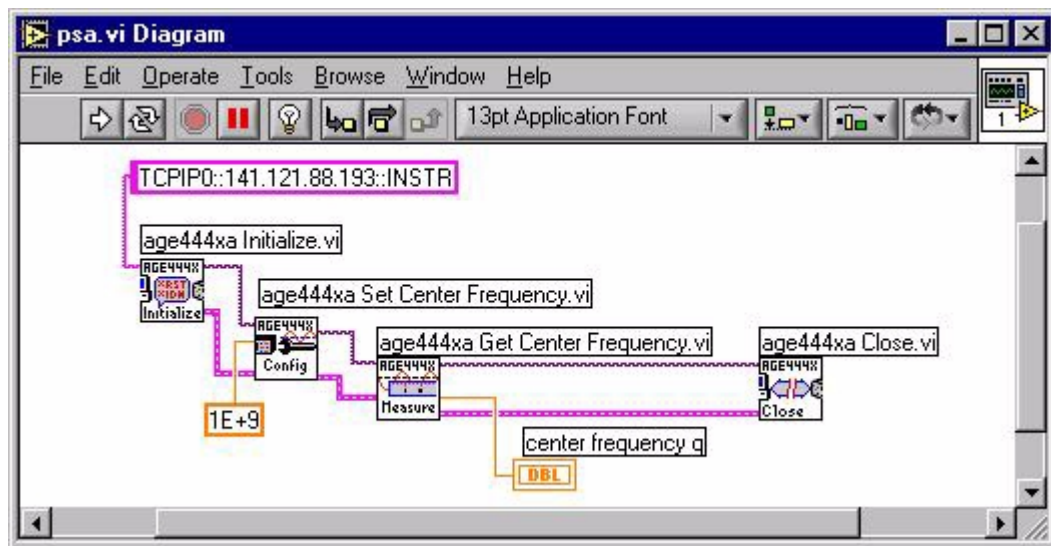 psa.vi Diagram
File Edit Operate Tools Browse Window Help
13pt Application Font
1
TCPIP0::141.121.88.193::INSTR
age444xa Initialize.vi
AGE444X
*RST
*IDN
Initialize
age444xa Set Center Frequency.vi
AGE444X
Config
1E+9
age444xa Get Center Frequency.vi
AGE444X
Measure
center frequency q
DBL
age444xa Close.vi
AGE444X
Close